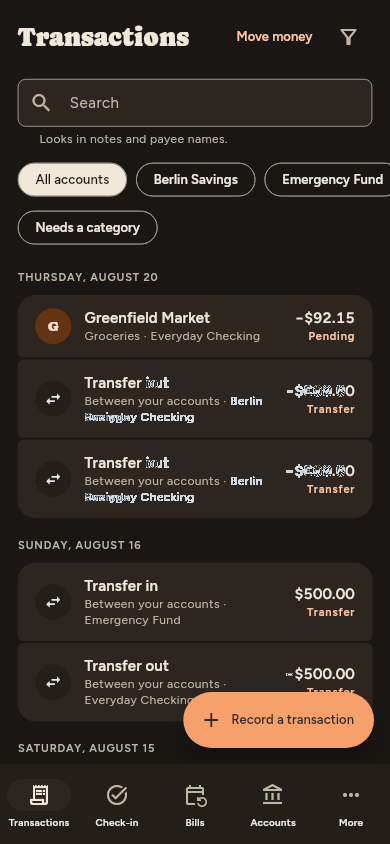 Transactions
Move money
Search
Looks in notes and payee names.
All accounts
Berlin Savings
Emergency Fund
Needs a category
THURSDAY, AUGUST 20
G
Greenfield Market
−$92.15
Groceries · Everyday Checking
Pending
Transfer
Between your accounts · Berlin
Checking
Transfer
Transfer
Between your accounts · Berlin
Checking
Transfer
SUNDAY, AUGUST 16
Transfer in
$500.00
Between your accounts ·
Emergency Fund
Transfer
Transfer out
−$500.00
Between your accounts ·
Everyday Checking
Transfer
Record a transaction
SATURDAY, AUGUST 15
Transactions
Check-in
Bills
Accounts
More